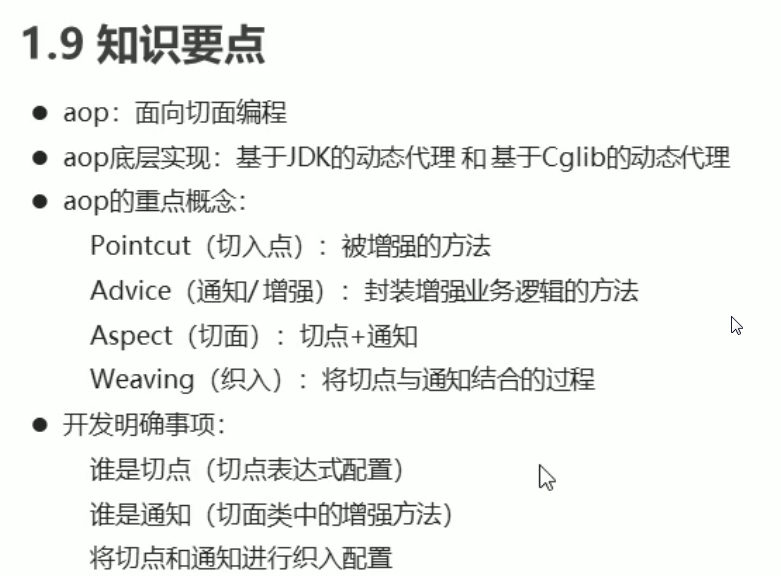 1.9 知识要点
● aop：面向切面编程
● aop底层实现：基于JDK的动态代理 和 基于Cglib的动态代理
● aop的重点概念：
Pointcut（切入点）：被增强的方法
Advice（通知/ 增强）：封装增强业务逻辑的方法
Aspect（切面）：切点+通知
Weaving（织入）：将切点与通知结合的过程
● 开发明确事项：
谁是切点（切点表达式配置）
谁是通知（切面类中的增强方法）
将切点和通知进行织入配置